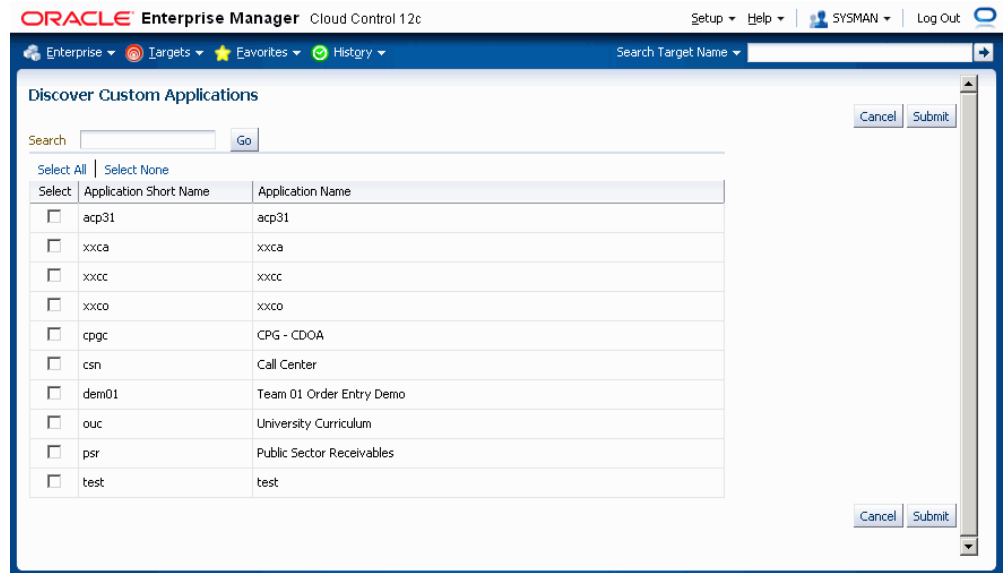 ORACLE Enterprise Manager Cloud Control 12c Setup Help SYSMAN Log Out
Enterprise Targets Favorites History Search Target Name
Discover Custom Applications
Cancel Submit
Search Go
Select All Select None
Select Application Short Name Application Name
acp31 acp31
xxca xxca
xxcc xxcc
xxco xxco
cpgc CPG - CDOA
csn Call Center
dem01 Team 01 Order Entry Demo
ouc University Curriculum
psr Public Sector Receivables
test test
Cancel Submit